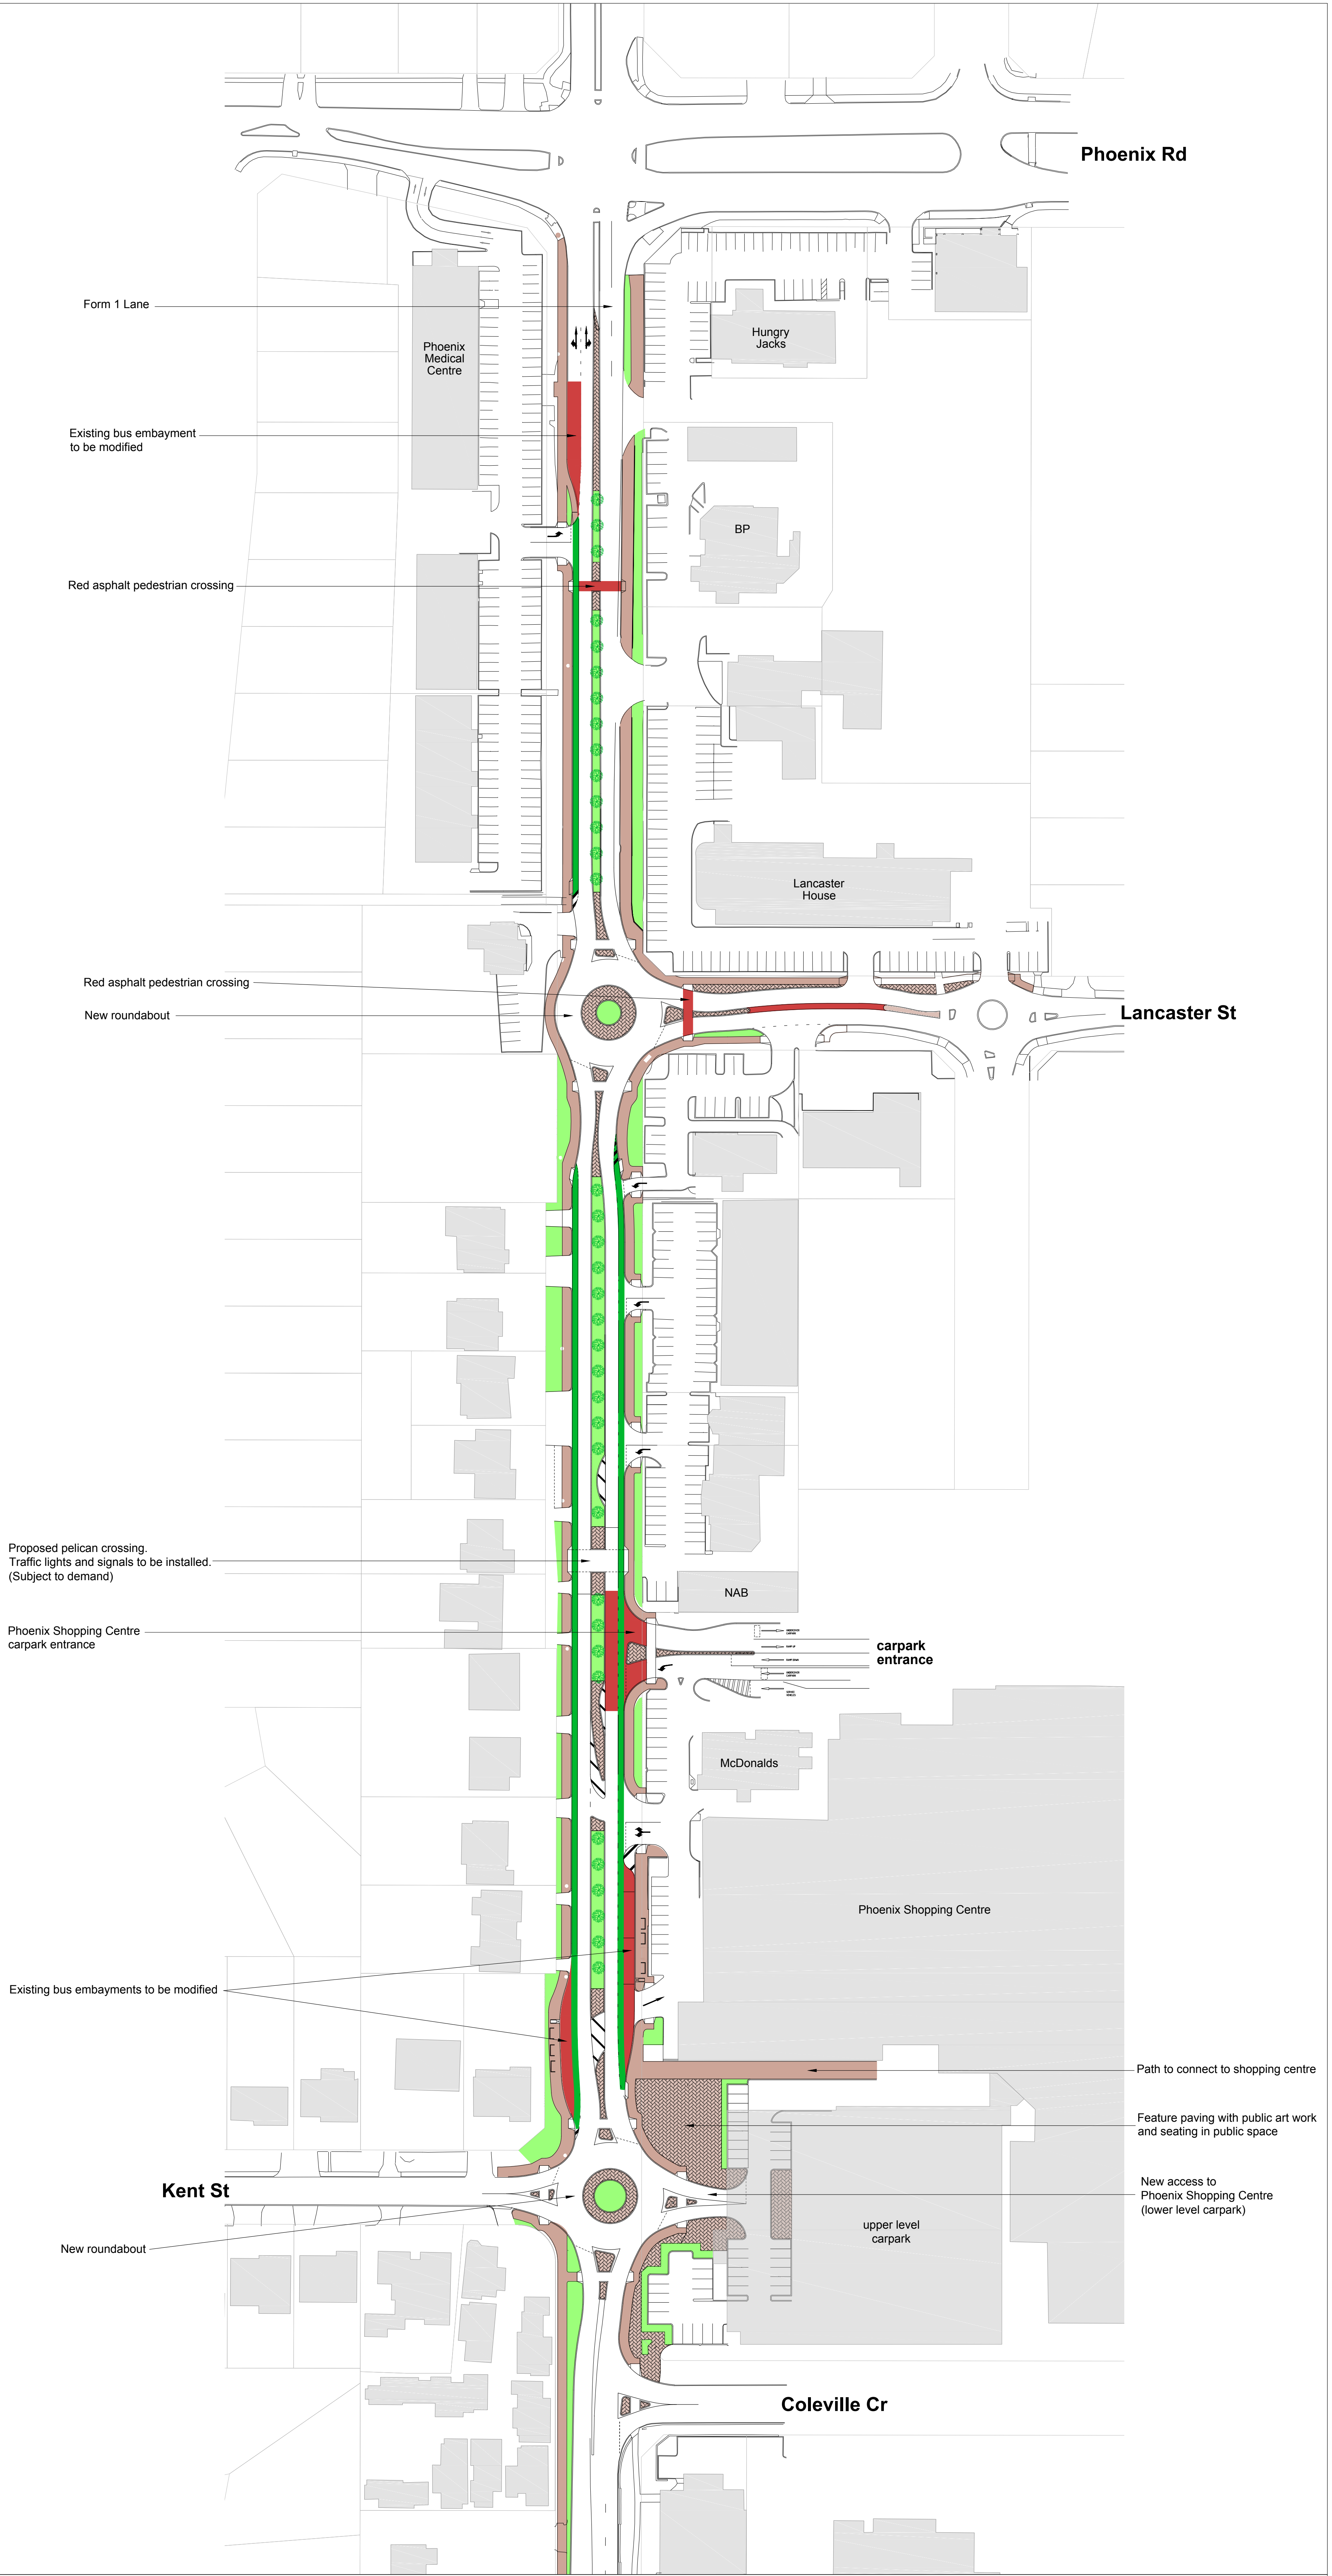 Phoenix Rd
Form 1 Lane
Hungry
Jacks
Phoenix
Medical
Centre
Existing bus embayment
to be modified
BP
Red asphalt pedestrian crossing
Lancaster
House
Red asphalt pedestrian crossing
New roundabout
Lancaster St
Proposed pelican crossing.
Traffic lights and signals to be installed.
(Subject to demand)
NAB
Phoenix Shopping Centre
carpark entrance
carpark
entrance
McDonalds
Phoenix Shopping Centre
Existing bus embayments to be modified
Path to connect to shopping centre
Feature paving with public art work
and seating in public space
Kent St
New access to
Phoenix Shopping Centre
(lower level carpark)
upper level
carpark
New roundabout
Coleville Cr